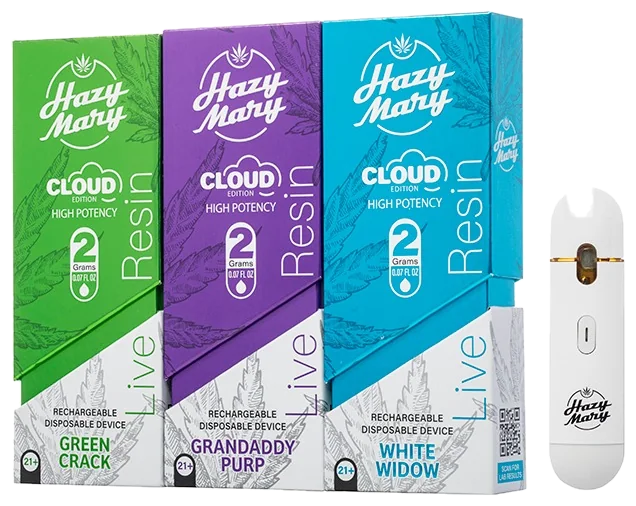 Hazy
Mary
CLOUD
EDITION
HIGH POTENCY
2
Grams
0.07 FL OZ
Live Resin
RECHARGEABLE
DISPOSABLE DEVICE
GREEN
CRACK
21+
Hazy
Mary
CLOUD
EDITION
HIGH POTENCY
2
Grams
0.07 FL OZ
Live Resin
RECHARGEABLE
DISPOSABLE DEVICE
GRANDADDY
PURP
21+
Hazy
Mary
CLOUD
EDITION
HIGH POTENCY
2
Grams
0.07 FL OZ
Live Resin
RECHARGEABLE
DISPOSABLE DEVICE
WHITE
WIDOW
21+
Hazy
Mary
SCAN FOR
LAB RESULTS
Hazy
Mary